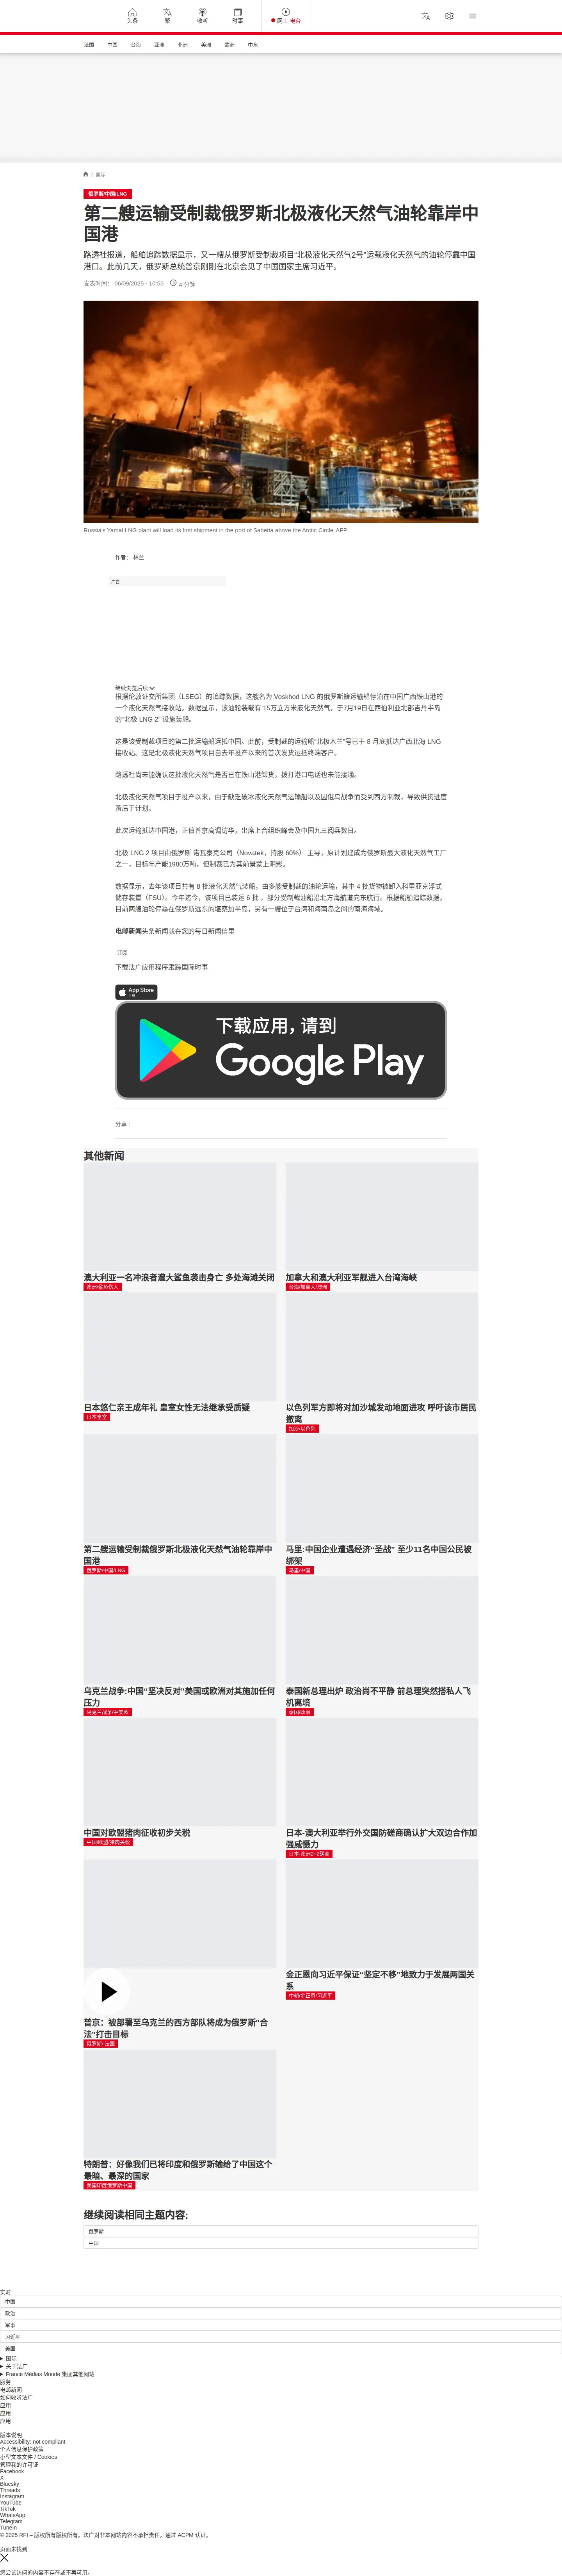 头条
繁
收听
时事
网上 电台
法国
中国
台海
亚洲
非洲
美洲
欧洲
中东
/ 国际
俄罗斯/中国/LNG
第二艘运输受制裁俄罗斯北极液化天然气油轮靠岸中
国港
路透社报道，船舶追踪数据显示，又一艘从俄罗斯受制裁项目“北极液化天然气2号”运载液化天然气的油轮停靠中国
港口。此前几天，俄罗斯总统普京刚刚在北京会见了中国国家主席习近平。
发表时间： 06/09/2025 - 10:55
4 分钟
Russia's Yamal LNG plant will load its first shipment in the port of Sabetta above the Arctic Circle AFP
作者： 林兰
广告
继续浏览后续
根据伦敦证交所集团（LSEG）的追踪数据，这艘名为 Voskhod LNG 的俄罗斯籍运输船停泊在中国广西铁山港的
一个液化天然气接收站。数据显示，该油轮装载有 15万立方米液化天然气，于7月19日在西伯利亚北部吉丹半岛
的“北极 LNG 2” 设施装船。
这是该受制裁项目的第二批运输船运抵中国。此前，受制裁的运输船“北极木兰”号已于 8 月底抵达广西北海 LNG
接收站。这是北极液化天然气项目自去年投产以来的首次发货运抵终端客户。
路透社尚未能确认这批液化天然气是否已在铁山港卸货，拨打港口电话也未能接通。
北极液化天然气项目于投产以来，由于缺乏破冰液化天然气运输船以及因俄乌战争而受到西方制裁，导致供货进度
落后于计划。
此次运输抵达中国港，正值普京高调访华，出席上合组织峰会及中国九三阅兵数日。
北极 LNG 2 项目由俄罗斯 诺瓦泰克公司（Novatek，持股 60%） 主导，原计划建成为俄罗斯最大液化天然气工厂
之一，目标年产能1980万吨，但制裁已为其前景蒙上阴影。
数据显示，去年该项目共有 8 批液化天然气装船，由多艘受制裁的油轮运输，其中 4 批货物被卸入科里亚克浮式
储存装置（FSU）。今年迄今，该项目已装运 6 批 ，部分受制裁油船沿北方海航道向东航行。根据船舶追踪数据，
目前两艘油轮停靠在俄罗斯远东的堪察加半岛，另有一艘位于台湾和海南岛之间的南海海域。
电邮新闻头条新闻就在您的每日新闻信里
订阅
下载法广应用程序跟踪国际时事
App Store
下载
下载应用，请到
Google Play
分享 :
其他新闻
澳大利亚一名冲浪者遭大鲨鱼袭击身亡 多处海滩关闭
澳洲/鲨鱼伤人
加拿大和澳大利亚军舰进入台湾海峡
台海/加拿大/澳洲
日本悠仁亲王成年礼 皇室女性无法继承受质疑
日本皇室
以色列军方即将对加沙城发动地面进攻 呼吁该市居民
撤离
加沙/以色列
第二艘运输受制裁俄罗斯北极液化天然气油轮靠岸中
国港
俄罗斯/中国/LNG
马里:中国企业遭遇经济“圣战” 至少11名中国公民被
绑架
马里/中国
乌克兰战争:中国“坚决反对”美国或欧洲对其施加任何
压力
乌克兰战争/中美欧
泰国新总理出炉 政治尚不平静 前总理突然搭私人飞
机离境
泰国/政治
中国对欧盟猪肉征收初步关税
中国/欧盟/猪肉关税
日本-澳大利亚举行外交国防磋商确认扩大双边合作加
强威慑力
日本-澳洲2+2磋商
金正恩向习近平保证“坚定不移”地致力于发展两国关
系
中朝/金正恩/习近平
普京：被部署至乌克兰的西方部队将成为俄罗斯“合
法”打击目标
俄罗斯/ 法国
特朗普：好像我们已将印度和俄罗斯输给了中国这个
最暗、最深的国家
美国印度俄罗斯中国
继续阅读相同主题内容:
俄罗斯
中国
实时
中国
政治
军事
习近平
美国
国际
关于法广
France Médias Monde 集团其他网站
服务
电邮新闻
如何收听法广
应用
应用
应用
版本说明
Accessibility: not compliant
个人信息保护政策
小型文本文件 / Cookies
管理我的许可证
Facebook
X
Bluesky
Threads
Instagram
YouTube
TikTok
WhatsApp
Telegram
TuneIn
© 2025 RFI – 版权所有版权所有。法广对非本网站内容不承担责任。通过 ACPM 认证。
页面未找到
您尝试访问的内容不存在或不再可用。